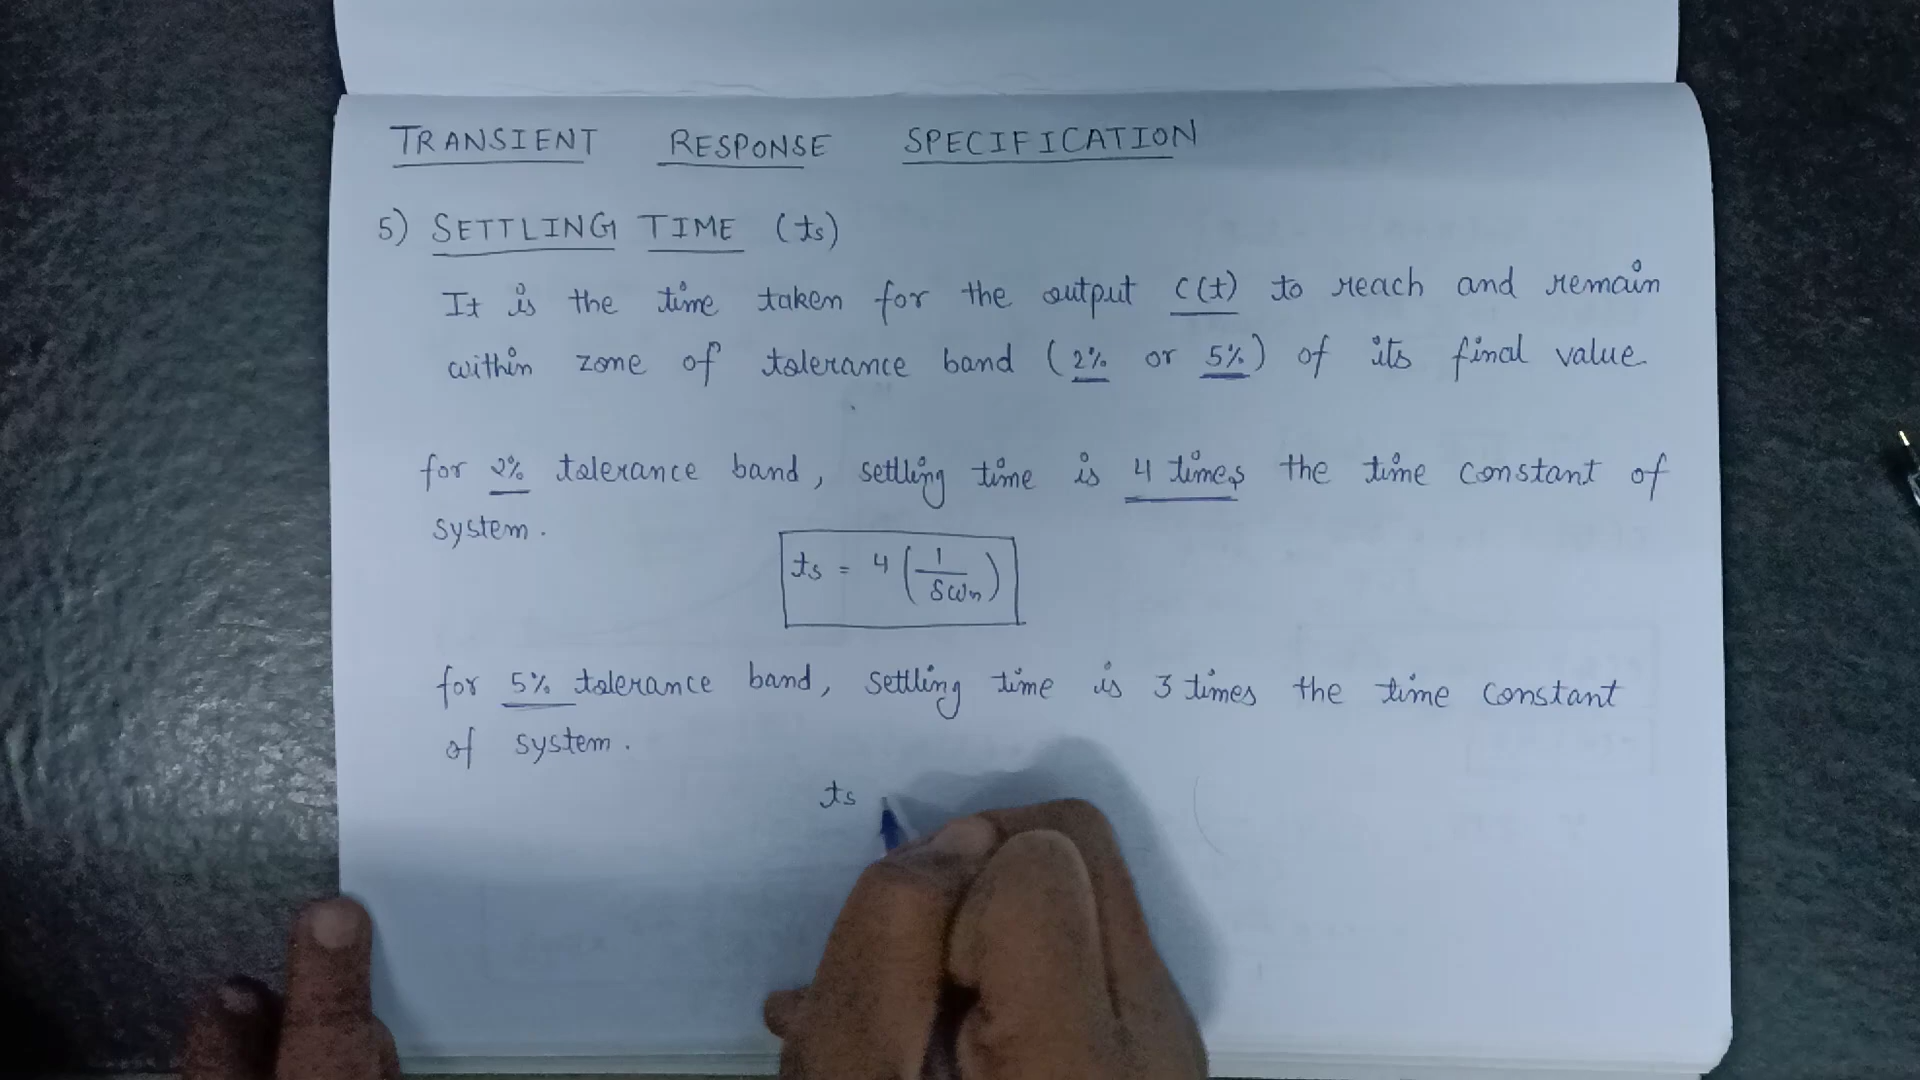 TRANSIENT RESPONSE SPECIFICATION
5) SETTLING TIME (ts)
It is the time taken for the output c(t) to reach and remain
within zone of tolerance band (2% or 5%) of its final value
for 2% tolerance band, settling time is 4 times the time constant of
system.
ts = 4 (1/δωn)
for 5% tolerance band, settling time is 3 times the time constant
of system.
ts